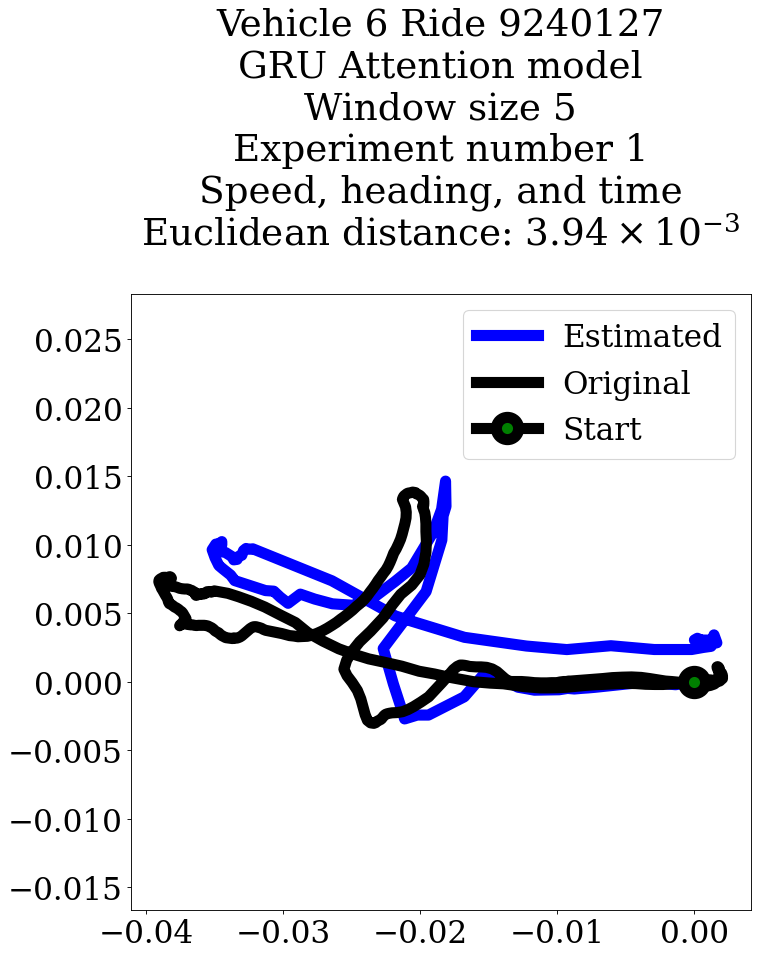 Vehicle 6 Ride 9240127
GRU Attention model
Window size 5
Experiment number 1
Speed, heading, and time
Euclidean distance: 3.94 × 10⁻³
Estimated
Original
Start
0.025
0.020
0.015
0.010
0.005
0.000
−0.005
−0.010
−0.015
−0.04 −0.03 −0.02 −0.01 0.00